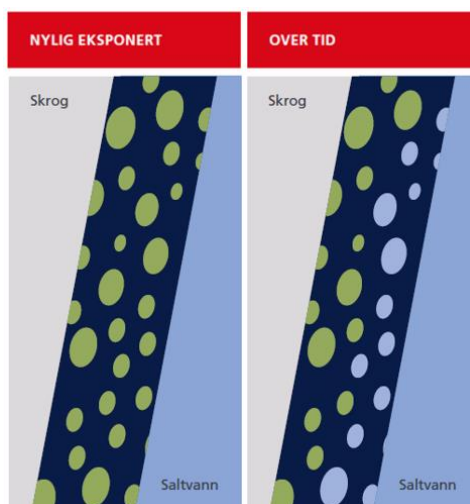 NYLIG EKSPONERT
OVER TID
Skrog
Skrog
Saltvann
Saltvann